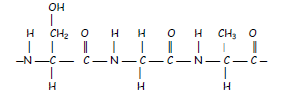 OH
H CH₂ O H H O H CH₃ O
–N–C–C–N–C–C–N–C–C–
H H H